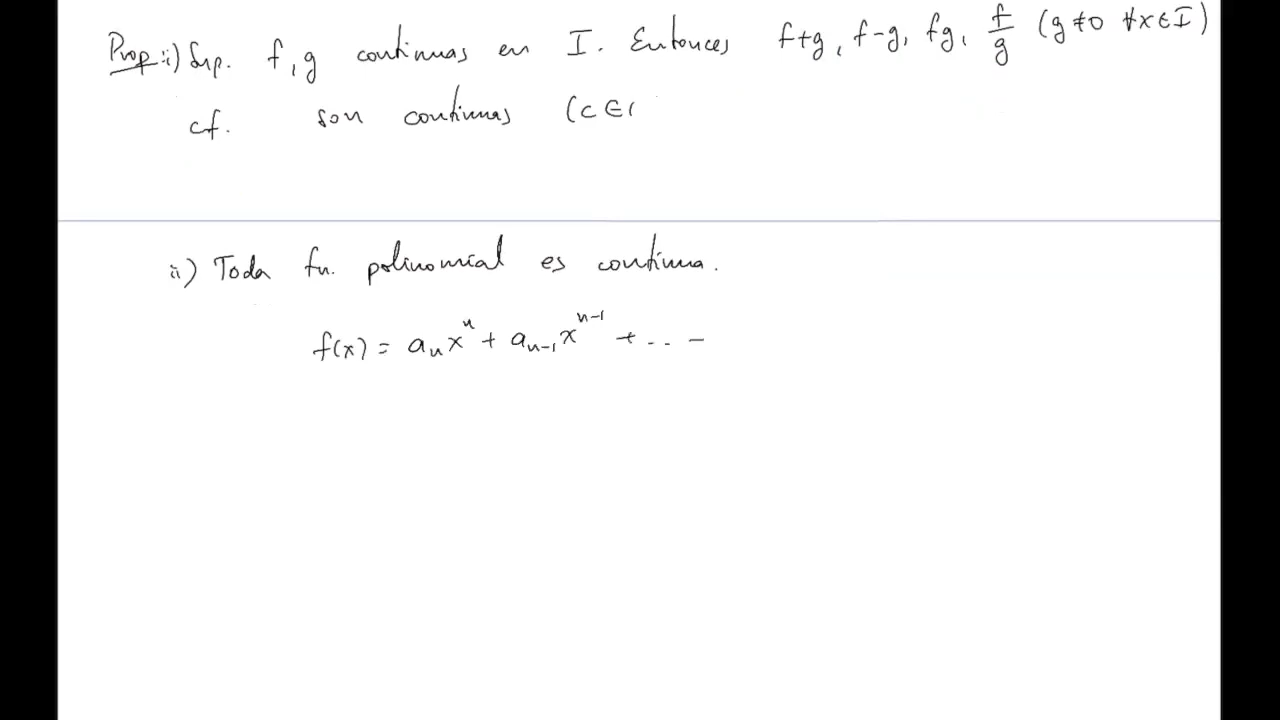 Prop: i) Sup. f, g continuas en I. Entonces f+g, f-g, fg, f/g (g≠0 ∀x∈I)
cf. son continuas (c ∈
ii) Toda fn. polinomial es continua.
f(x) = aₙxⁿ + aₙ₋₁xⁿ⁻¹ + ... -